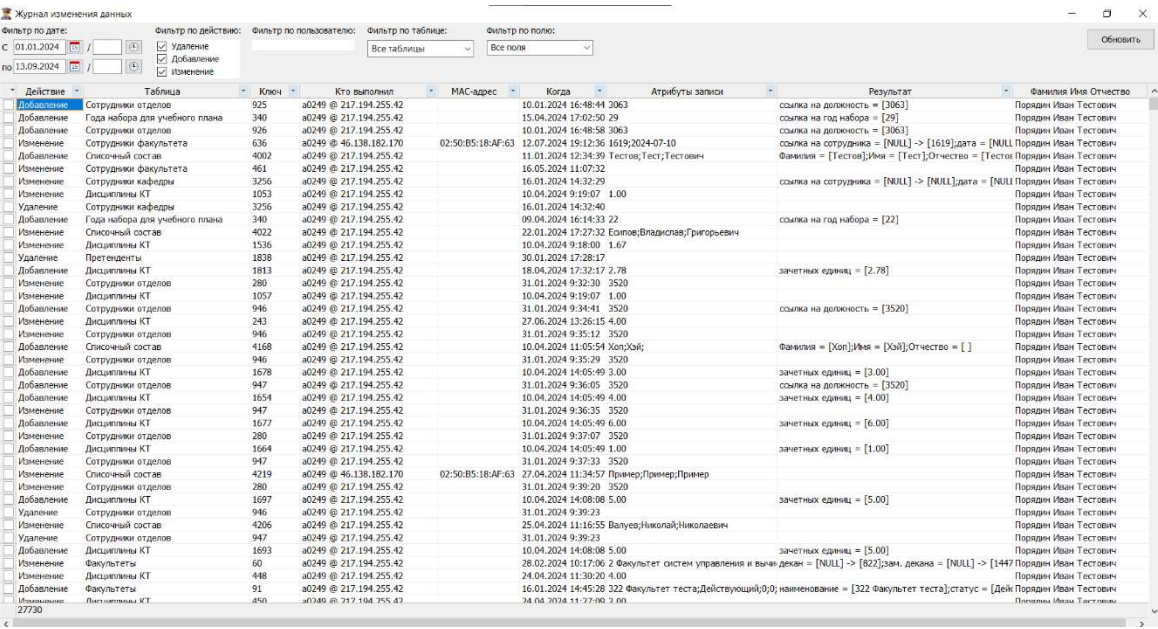 Журнал изменения данных
Фильтр по дате: Фильтр по действию: Фильтр по пользователю: Фильтр по таблице: Фильтр по полю:
С 01.01.2024 15 / Удаление Все таблицы Все поля Обновить
Добавление
по 13.09.2024 15 / Изменение
Действие Таблица Ключ Кто выполнил MAC-адрес Когда Атрибуты записи Результат Фамилия Имя Отчество
Добавление Сотрудники отделов 925 a0249 @ 217.194.255.42 10.01.2024 16:48:44 3063 ссылка на должность = [3063] Порядин Иван Тестович
Добавление Года набора для учебного плана 340 a0249 @ 217.194.255.42 15.04.2024 17:02:50 29 ссылка на год набора = [29] Порядин Иван Тестович
Добавление Сотрудники отделов 926 a0249 @ 217.194.255.42 10.01.2024 16:48:58 3063 ссылка на должность = [3063] Порядин Иван Тестович
Изменение Сотрудники факультета 636 a0249 @ 46.138.182.170 02:50:B5:18:AF:63 12.07.2024 19:12:36 1619;2024-07-10 ссылка на сотрудника = [NULL] -> [1619];дата = [NULL Порядин Иван Тестович
Добавление Списочный состав 4002 a0249 @ 217.194.255.42 11.01.2024 12:34:39 Тестов;Тест;Тестович Фамилия = [Тестов];Имя = [Тест];Отчество = [Тестов Порядин Иван Тестович
Изменение Сотрудники факультета 461 a0249 @ 217.194.255.42 16.05.2024 11:07:32 Порядин Иван Тестович
Изменение Сотрудники кафедры 3256 a0249 @ 217.194.255.42 16.01.2024 14:32:29 ссылка на сотрудника = [NULL] -> [NULL];дата = [NULL Порядин Иван Тестович
Изменение Дисциплины КТ 1053 a0249 @ 217.194.255.42 10.04.2024 9:19:07 1.00 Порядин Иван Тестович
Удаление Сотрудники кафедры 3256 a0249 @ 217.194.255.42 16.01.2024 14:32:40 Порядин Иван Тестович
Добавление Года набора для учебного плана 340 a0249 @ 217.194.255.42 09.04.2024 16:14:33 22 ссылка на год набора = [22] Порядин Иван Тестович
Изменение Списочный состав 4022 a0249 @ 217.194.255.42 22.01.2024 17:27:32 Есипов;Владислав;Григорьевич Порядин Иван Тестович
Изменение Дисциплины КТ 1536 a0249 @ 217.194.255.42 10.04.2024 9:18:00 1.67 Порядин Иван Тестович
Удаление Претенденты 1838 a0249 @ 217.194.255.42 30.01.2024 17:28:17 Порядин Иван Тестович
Добавление Дисциплины КТ 1813 a0249 @ 217.194.255.42 18.04.2024 17:32:17 2.78 зачетных единиц = [2.78] Порядин Иван Тестович
Изменение Сотрудники отделов 280 a0249 @ 217.194.255.42 31.01.2024 9:32:30 3520 Порядин Иван Тестович
Изменение Дисциплины КТ 1057 a0249 @ 217.194.255.42 10.04.2024 9:19:07 1.00 Порядин Иван Тестович
Добавление Сотрудники отделов 946 a0249 @ 217.194.255.42 31.01.2024 9:34:41 3520 ссылка на должность = [3520] Порядин Иван Тестович
Изменение Дисциплины КТ 243 a0249 @ 217.194.255.42 27.06.2024 13:26:15 4.00 Порядин Иван Тестович
Изменение Сотрудники отделов 946 a0249 @ 217.194.255.42 31.01.2024 9:35:12 3520 Порядин Иван Тестович
Добавление Списочный состав 4168 a0249 @ 217.194.255.42 10.04.2024 11:05:54 Хоп;Хэй; Фамилия = [Хоп];Имя = [Хэй];Отчество = [ ] Порядин Иван Тестович
Изменение Сотрудники отделов 946 a0249 @ 217.194.255.42 31.01.2024 9:35:29 3520 Порядин Иван Тестович
Добавление Дисциплины КТ 1678 a0249 @ 217.194.255.42 10.04.2024 14:05:49 3.00 зачетных единиц = [3.00] Порядин Иван Тестович
Добавление Сотрудники отделов 947 a0249 @ 217.194.255.42 31.01.2024 9:36:05 3520 ссылка на должность = [3520] Порядин Иван Тестович
Добавление Дисциплины КТ 1654 a0249 @ 217.194.255.42 10.04.2024 14:05:49 4.00 зачетных единиц = [4.00] Порядин Иван Тестович
Изменение Сотрудники отделов 947 a0249 @ 217.194.255.42 31.01.2024 9:36:35 3520 Порядин Иван Тестович
Добавление Дисциплины КТ 1677 a0249 @ 217.194.255.42 10.04.2024 14:05:49 6.00 зачетных единиц = [6.00] Порядин Иван Тестович
Изменение Сотрудники отделов 280 a0249 @ 217.194.255.42 31.01.2024 9:37:07 3520 Порядин Иван Тестович
Добавление Дисциплины КТ 1664 a0249 @ 217.194.255.42 10.04.2024 14:05:49 1.00 зачетных единиц = [1.00] Порядин Иван Тестович
Изменение Сотрудники отделов 947 a0249 @ 217.194.255.42 31.01.2024 9:37:33 3520 Порядин Иван Тестович
Изменение Списочный состав 4219 a0249 @ 46.138.182.170 02:50:B5:18:AF:63 27.04.2024 11:34:57 Пример;Пример;Пример Порядин Иван Тестович
Изменение Сотрудники отделов 280 a0249 @ 217.194.255.42 31.01.2024 9:39:20 3520 Порядин Иван Тестович
Добавление Дисциплины КТ 1697 a0249 @ 217.194.255.42 10.04.2024 14:08:08 5.00 зачетных единиц = [5.00] Порядин Иван Тестович
Удаление Сотрудники отделов 946 a0249 @ 217.194.255.42 31.01.2024 9:39:23 Порядин Иван Тестович
Изменение Списочный состав 4206 a0249 @ 217.194.255.42 25.04.2024 11:16:55 Валуев;Николай;Николаевич Порядин Иван Тестович
Удаление Сотрудники отделов 947 a0249 @ 217.194.255.42 31.01.2024 9:39:23 Порядин Иван Тестович
Добавление Дисциплины КТ 1693 a0249 @ 217.194.255.42 10.04.2024 14:08:08 5.00 зачетных единиц = [5.00] Порядин Иван Тестович
Изменение Факультеты 60 a0249 @ 217.194.255.42 28.02.2024 10:17:06 2 Факультет систем управления и вычи декан = [NULL] -> [822];зам. декана = [NULL] -> [1447 Порядин Иван Тестович
Изменение Дисциплины КТ 448 a0249 @ 217.194.255.42 24.04.2024 11:30:20 4.00 Порядин Иван Тестович
Добавление Факультеты 91 a0249 @ 217.194.255.42 16.01.2024 14:45:28 322 Факультет теста;Действующий;0;0; наименование = [322 Факультет теста];статус = [Дейс Порядин Иван Тестович
Изменение Дисциплины КТ 450 a0249 @ 217.194.255.42 24.04.2024 11:27:09 2.00 Порядин Иван Тестович
27730